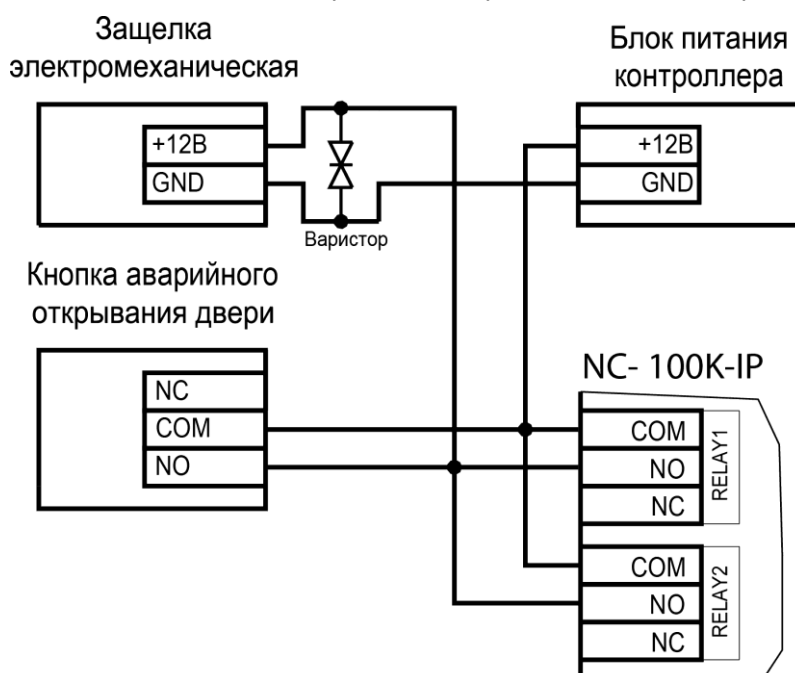 Защелка
электромеханическая
+12В
GND
Варистор
Блок питания
контроллера
+12В
GND
Кнопка аварийного
открывания двери
NC
COM
NO
NC- 100K-IP
COM
NO
NC
RELAY1
COM
NO
NC
RELAY2